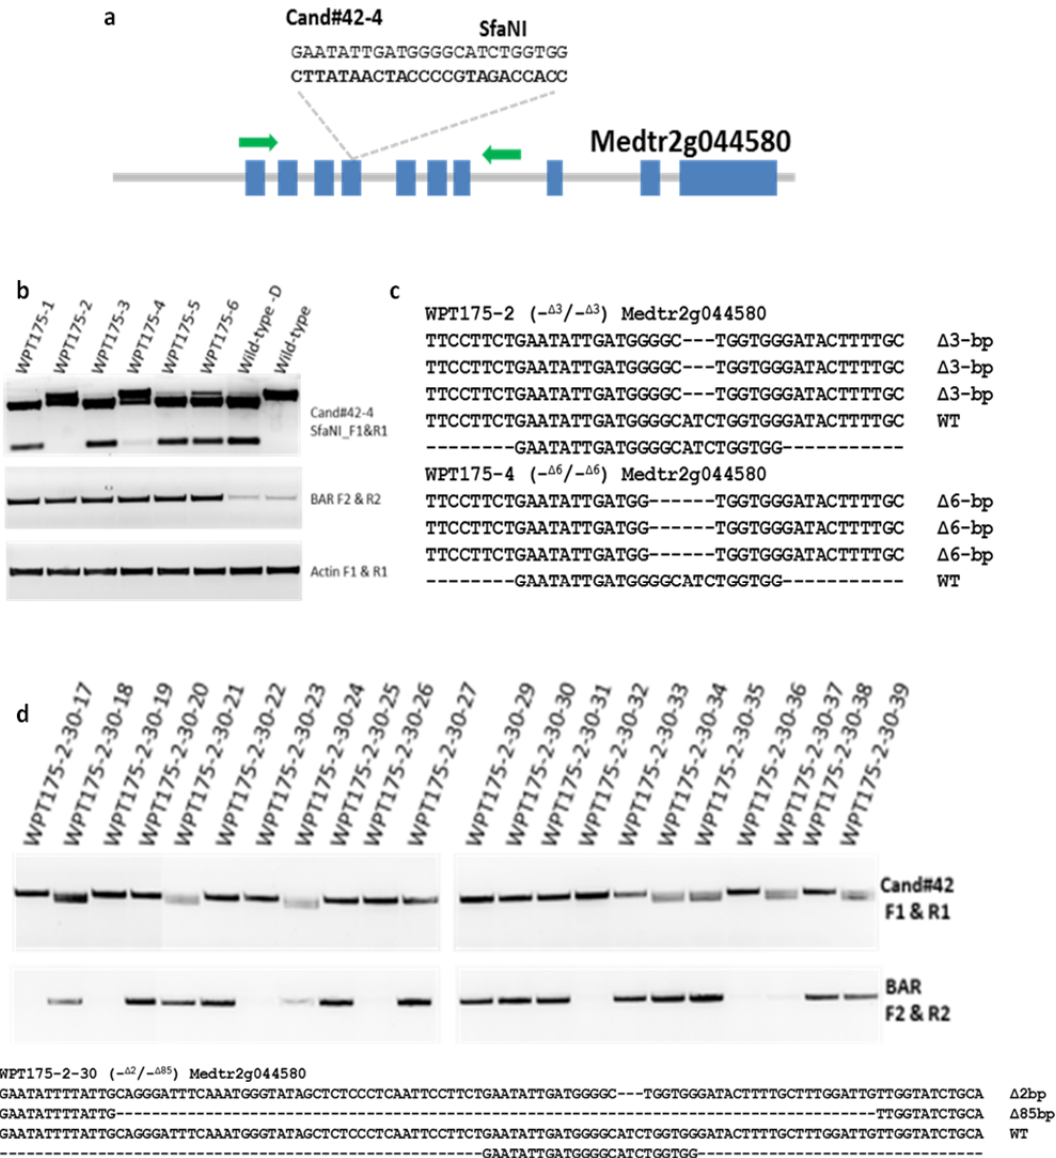 a
Cand#42-4
SfaNI
GAATATTGATGGGGCATCTGGTGG
CTTATAACTACCCCGTAGACCACC
Medtr2g044580
b
WPT175-1
WPT175-2
WPT175-3
WPT175-4
WPT175-5
WPT175-6
Wild-type -D
Wild-type
Cand#42-4
SfaNI_F1&R1
BAR F2 & R2
Actin F1 & R1
c
WPT175-2 (-Δ3/-Δ3) Medtr2g044580
TTCCTTCTGAATATTGATGGGGC---TGGTGGGATACTTTTGC Δ3-bp
TTCCTTCTGAATATTGATGGGGC---TGGTGGGATACTTTTGC Δ3-bp
TTCCTTCTGAATATTGATGGGGC---TGGTGGGATACTTTTGC Δ3-bp
TTCCTTCTGAATATTGATGGGGCATCTGGTGGGATACTTTTGC WT
--------GAATATTGATGGGGCATCTGGTGG-----------
WPT175-4 (-Δ6/-Δ6) Medtr2g044580
TTCCTTCTGAATATTGATGG------TGGTGGGATACTTTTGC Δ6-bp
TTCCTTCTGAATATTGATGG------TGGTGGGATACTTTTGC Δ6-bp
TTCCTTCTGAATATTGATGG------TGGTGGGATACTTTTGC Δ6-bp
--------GAATATTGATGGGGCATCTGGTGG----------- WT
d
WPT175-2-30-17
WPT175-2-30-18
WPT175-2-30-19
WPT175-2-30-20
WPT175-2-30-21
WPT175-2-30-22
WPT175-2-30-23
WPT175-2-30-24
WPT175-2-30-25
WPT175-2-30-26
WPT175-2-30-27
WPT175-2-30-29
WPT175-2-30-30
WPT175-2-30-31
WPT175-2-30-32
WPT175-2-30-33
WPT175-2-30-34
WPT175-2-30-35
WPT175-2-30-36
WPT175-2-30-37
WPT175-2-30-38
WPT175-2-30-39
Cand#42
F1 & R1
BAR
F2 & R2
WPT175-2-30 (-Δ2/-Δ85) Medtr2g044580
GAATATTTTATTGCAGGGATTTCAAATGGGTATAGCTCTCCCTCAATTCCTTCTGAATATTGATGGGGC---TGGTGGGATACTTTTGCTTTGGATTGTTGGTATCTGCA Δ2bp
GAATATTTTATTG-------------------------------------------------------------------------------------TTGGTATCTGCA Δ85bp
GAATATTTTATTGCAGGGATTTCAAATGGGTATAGCTCTCCCTCAATTCCTTCTGAATATTGATGGGGCATCTGGTGGGATACTTTTGCTTTGGATTGTTGGTATCTGCA WT
------------------------------------------------------GAATATTGATGGGGCATCTGGTGG--------------------------------